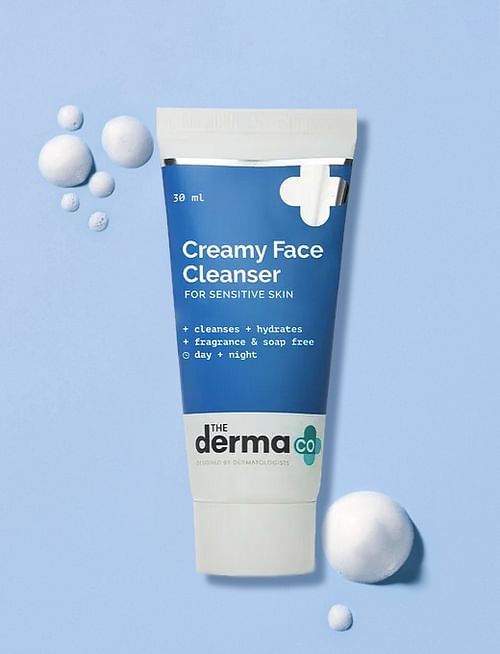 30 ml
Creamy Face
Cleanser
FOR SENSITIVE SKIN
+ cleanses + hydrates
+ fragrance & soap free
day + night
THE
derma co
DESIGNED BY DERMATOLOGISTS